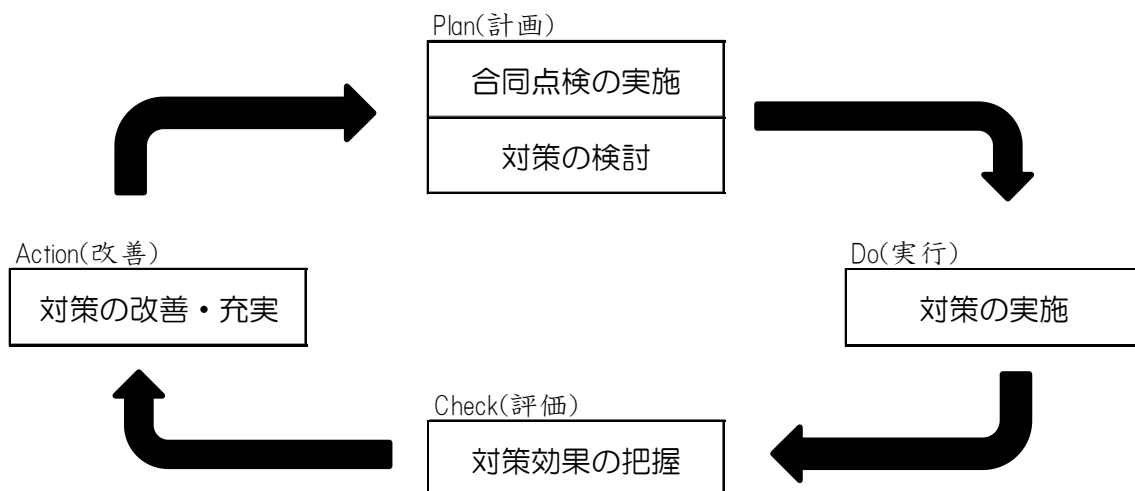 Plan(計画)
合同点検の実施
対策の検討
Action(改善)
対策の改善・充実
Do(実行)
対策の実施
Check(評価)
対策効果の把握